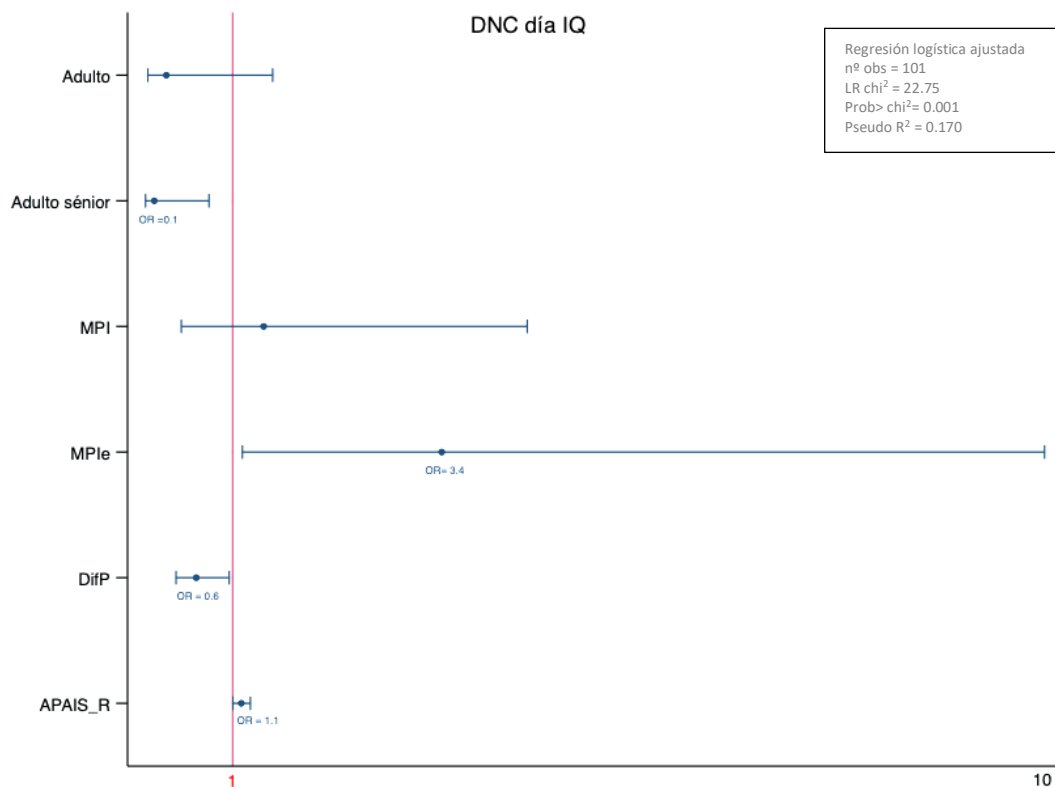 DNC día IQ
Regresión logística ajustada
nº obs = 101
LR chi² = 22.75
Prob> chi²= 0.001
Pseudo R² = 0.170
Adulto
Adulto sénior
OR =0.1
MPI
MPIe
OR= 3.4
DifP
OR = 0.6
APAIS_R
OR = 1.1
1
10